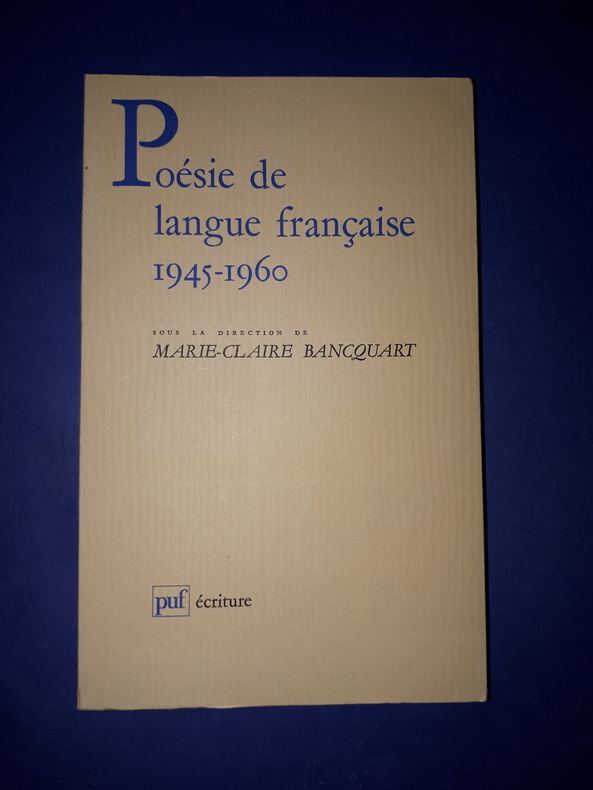 Poésie de
langue française
1945-1960
SOUS LA DIRECTION DE
MARIE-CLAIRE BANCQUART
puf écriture